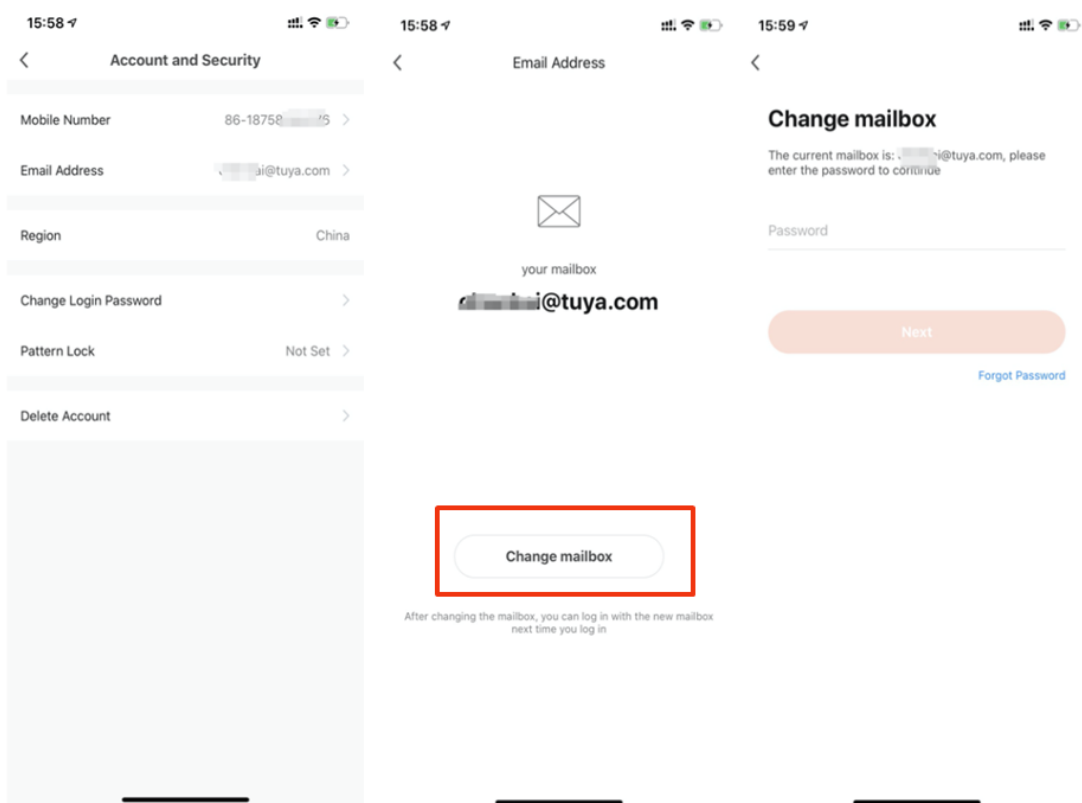 15:58
Account and Security
Mobile Number 86-18758
Email Address ai@tuya.com
Region China
Change Login Password
Pattern Lock Not Set
Delete Account
15:58
Email Address
your mailbox
i@tuya.com
Change mailbox
After changing the mailbox, you can log in with the new mailbox
next time you log in
15:59
Change mailbox
The current mailbox is: i@tuya.com, please
enter the password to continue
Password
Next
Forgot Password